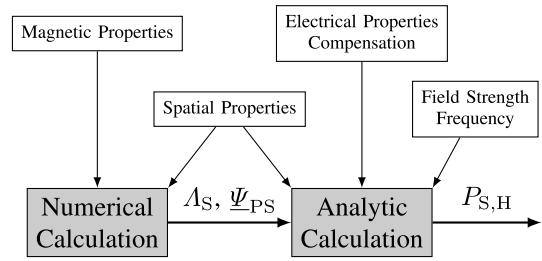 Magnetic Properties
Electrical Properties
Compensation
Spatial Properties
Field Strength
Frequency
Numerical
Calculation
Λ_S, Ψ_PS
Analytic
Calculation
P_S,H